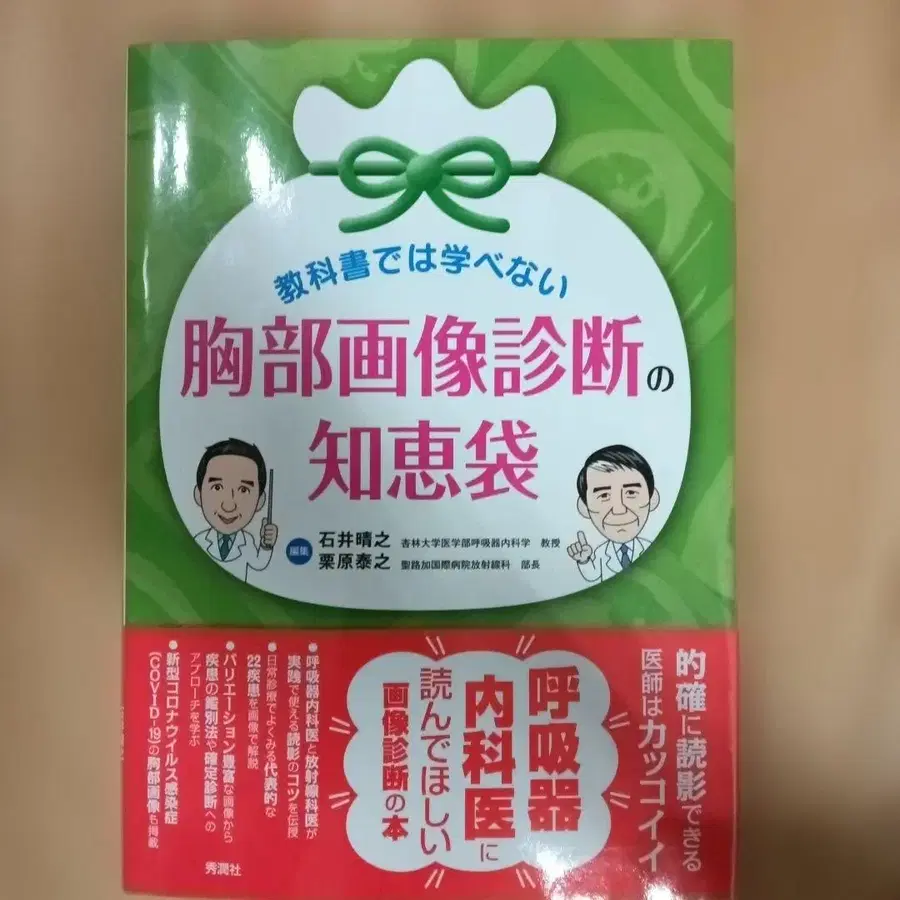 教科書では学べない
胸部画像診断の
知恵袋
編集
石井晴之 杏林大学医学部呼吸器内科学 教授
栗原泰之 聖路加国際病院放射線科 部長
的確に読影できる
医師はカッコイイ
呼吸器
内科医に
読んでほしい
画像診断の本
●呼吸器内科医と放射線科医が
実践で使える読影のコツを伝授
●日常診療でよくみる代表的な
22疾患を画像で解説
●バリエーション豊富な画像から
疾患の鑑別法や確定診断への
アプローチを学ぶ
●新型コロナウイルス感染症
(COVID-19)の胸部画像も掲載
秀潤社